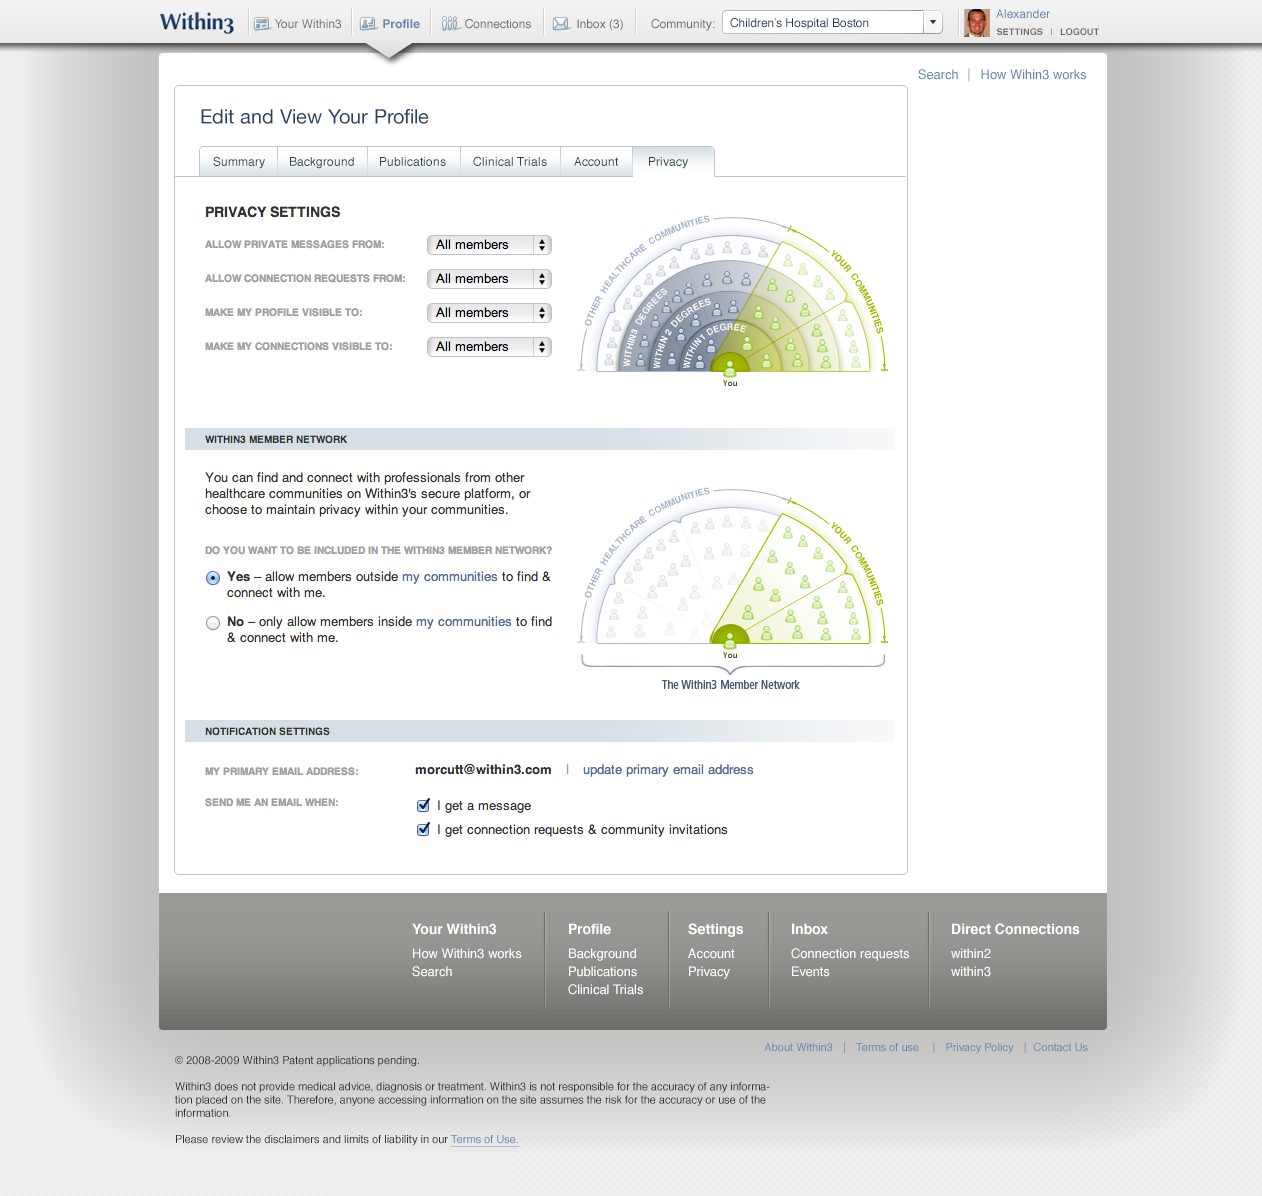 Within3
Your Within3
Profile
Connections
Inbox (3)
Community:
Children's Hospital Boston
Alexander
SETTINGS | LOGOUT
Search | How Wihin3 works
Edit and View Your Profile
Summary
Background
Publications
Clinical Trials
Account
Privacy
PRIVACY SETTINGS
ALLOW PRIVATE MESSAGES FROM: All members
ALLOW CONNECTION REQUESTS FROM: All members
MAKE MY PROFILE VISIBLE TO: All members
MAKE MY CONNECTIONS VISIBLE TO: All members
OTHER HEALTHCARE COMMUNITIES
YOUR COMMUNITIES
WITHIN3 DEGREES
WITHIN 2 DEGREES
WITHIN1 DEGREE
You
WITHIN3 MEMBER NETWORK
You can find and connect with professionals from other
healthcare communities on Within3's secure platform, or
choose to maintain privacy within your communities.
DO YOU WANT TO BE INCLUDED IN THE WITHIN3 MEMBER NETWORK?
Yes – allow members outside my communities to find &
connect with me.
No – only allow members inside my communities to find
& connect with me.
OTHER HEALTHCARE COMMUNITIES
YOUR COMMUNITIES
You
The Within3 Member Network
NOTIFICATION SETTINGS
MY PRIMARY EMAIL ADDRESS: morcutt@within3.com | update primary email address
SEND ME AN EMAIL WHEN: I get a message
I get connection requests & community invitations
Your Within3
How Within3 works
Search
Profile
Background
Publications
Clinical Trials
Settings
Account
Privacy
Inbox
Connection requests
Events
Direct Connections
within2
within3
About Within3 | Terms of use | Privacy Policy | Contact Us
© 2008-2009 Within3 Patent applications pending.
Within3 does not provide medical advice, diagnosis or treatment. Within3 is not responsible for the accuracy of any informa-
tion placed on the site. Therefore, anyone accessing information on the site assumes the risk for the accuracy or use of the
information.
Please review the disclaimers and limits of liability in our Terms of Use.